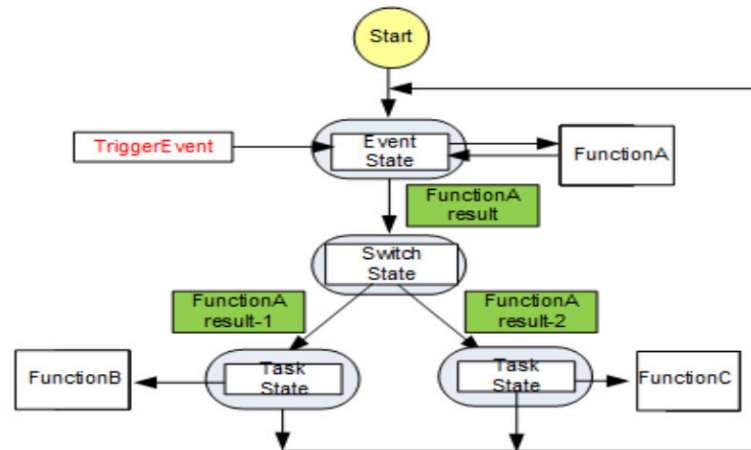 Start
TriggerEvent
Event
State
FunctionA
FunctionA
result
Switch
State
FunctionA
result-1
FunctionA
result-2
FunctionB
Task
State
Task
State
FunctionC